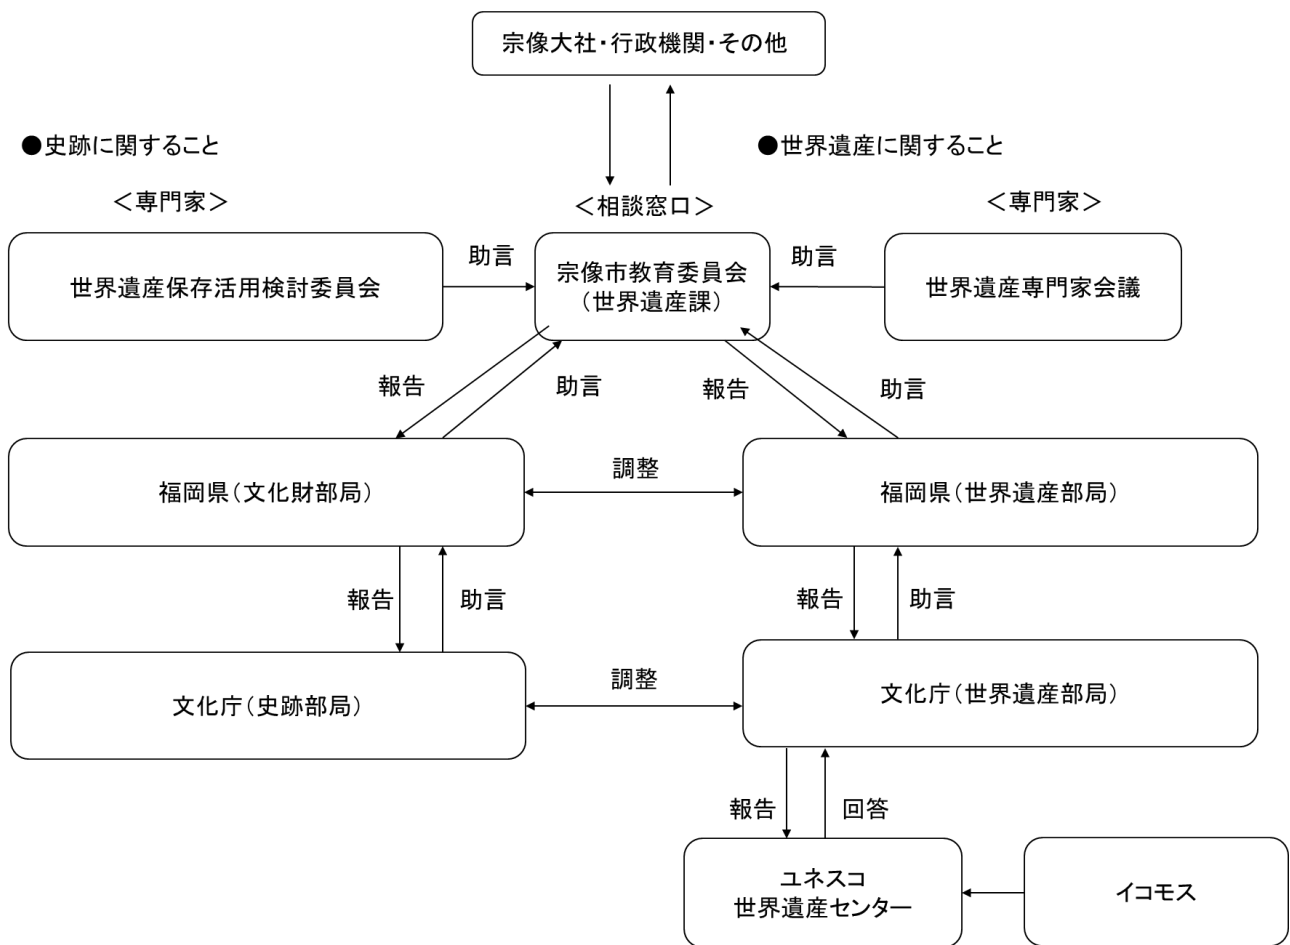 宗像大社・行政機関・その他
●史跡に関すること
●世界遺産に関すること
＜専門家＞
＜相談窓口＞
＜専門家＞
世界遺産保存活用検討委員会
助言
宗像市教育委員会
（世界遺産課）
助言
世界遺産専門家会議
報告
助言
報告
助言
福岡県（文化財部局）
調整
福岡県（世界遺産部局）
報告
助言
報告
助言
文化庁（史跡部局）
調整
文化庁（世界遺産部局）
報告
回答
ユネスコ
世界遺産センター
イコモス